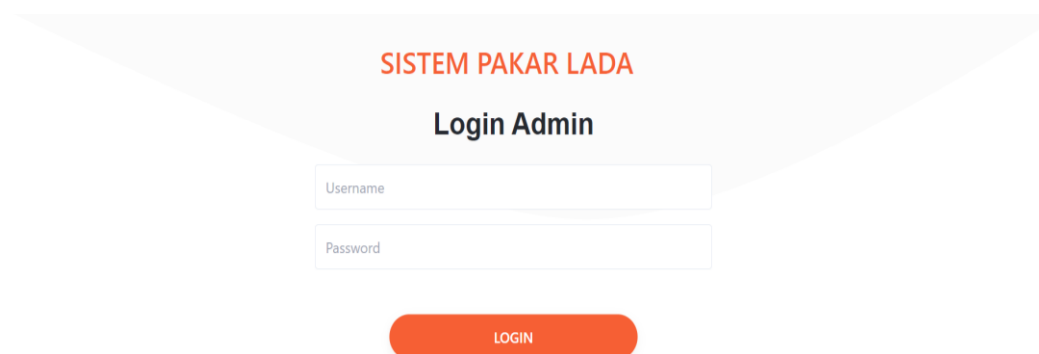 SISTEM PAKAR LADA
Login Admin
Username
Password
LOGIN